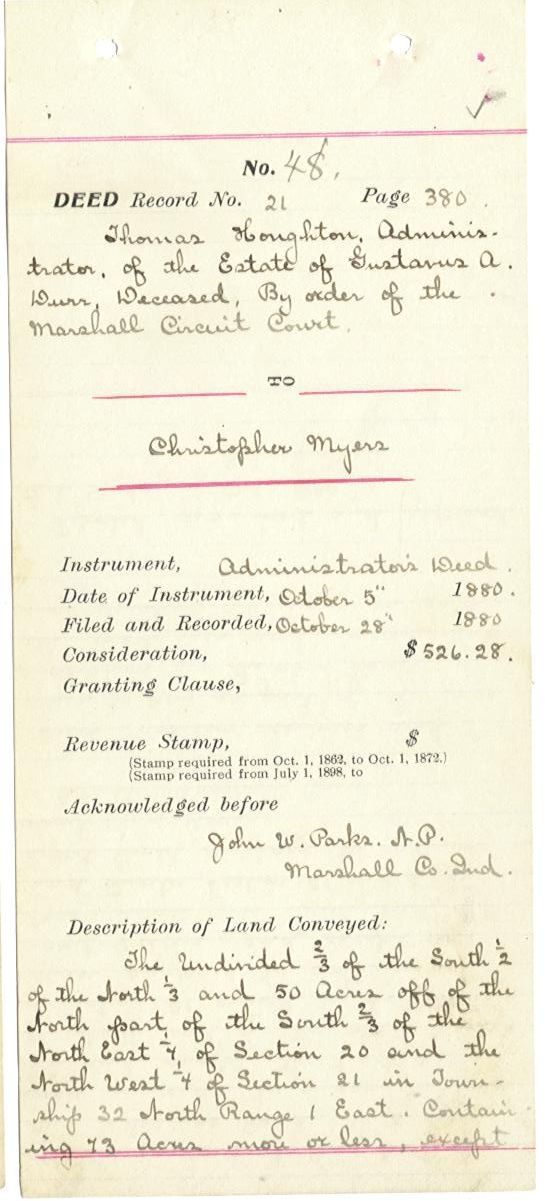 No. 48.
DEED Record No. 21 Page 380.
Thomas Houghton, Adminis-
trator, of the Estate of Gustavus A.
Durr, Deceased, By order of the
Marshall Circuit Court.
TO
Christopher Myers
Instrument, Administrator's Deed.
Date of Instrument, October 5" 1880.
Filed and Recorded, October 28" 1880
Consideration, $526.28.
Granting Clause,
Revenue Stamp, $
(Stamp required from Oct. 1, 1862, to Oct. 1, 1872.)
(Stamp required from July 1, 1898, to
Acknowledged before
John W. Parks. N.P.
Marshall Co. Ind.
Description of Land Conveyed:
The Undivided 2/3 of the South 1/2
of the North 1/3 and 50 Acres off of the
North part of the South 2/3 of the
North East 1/4 of Section 20 and the
North West 1/4 of Section 21 in Town-
ship 32 North Range 1 East. Contain-
ing 73 Acres more or less, except